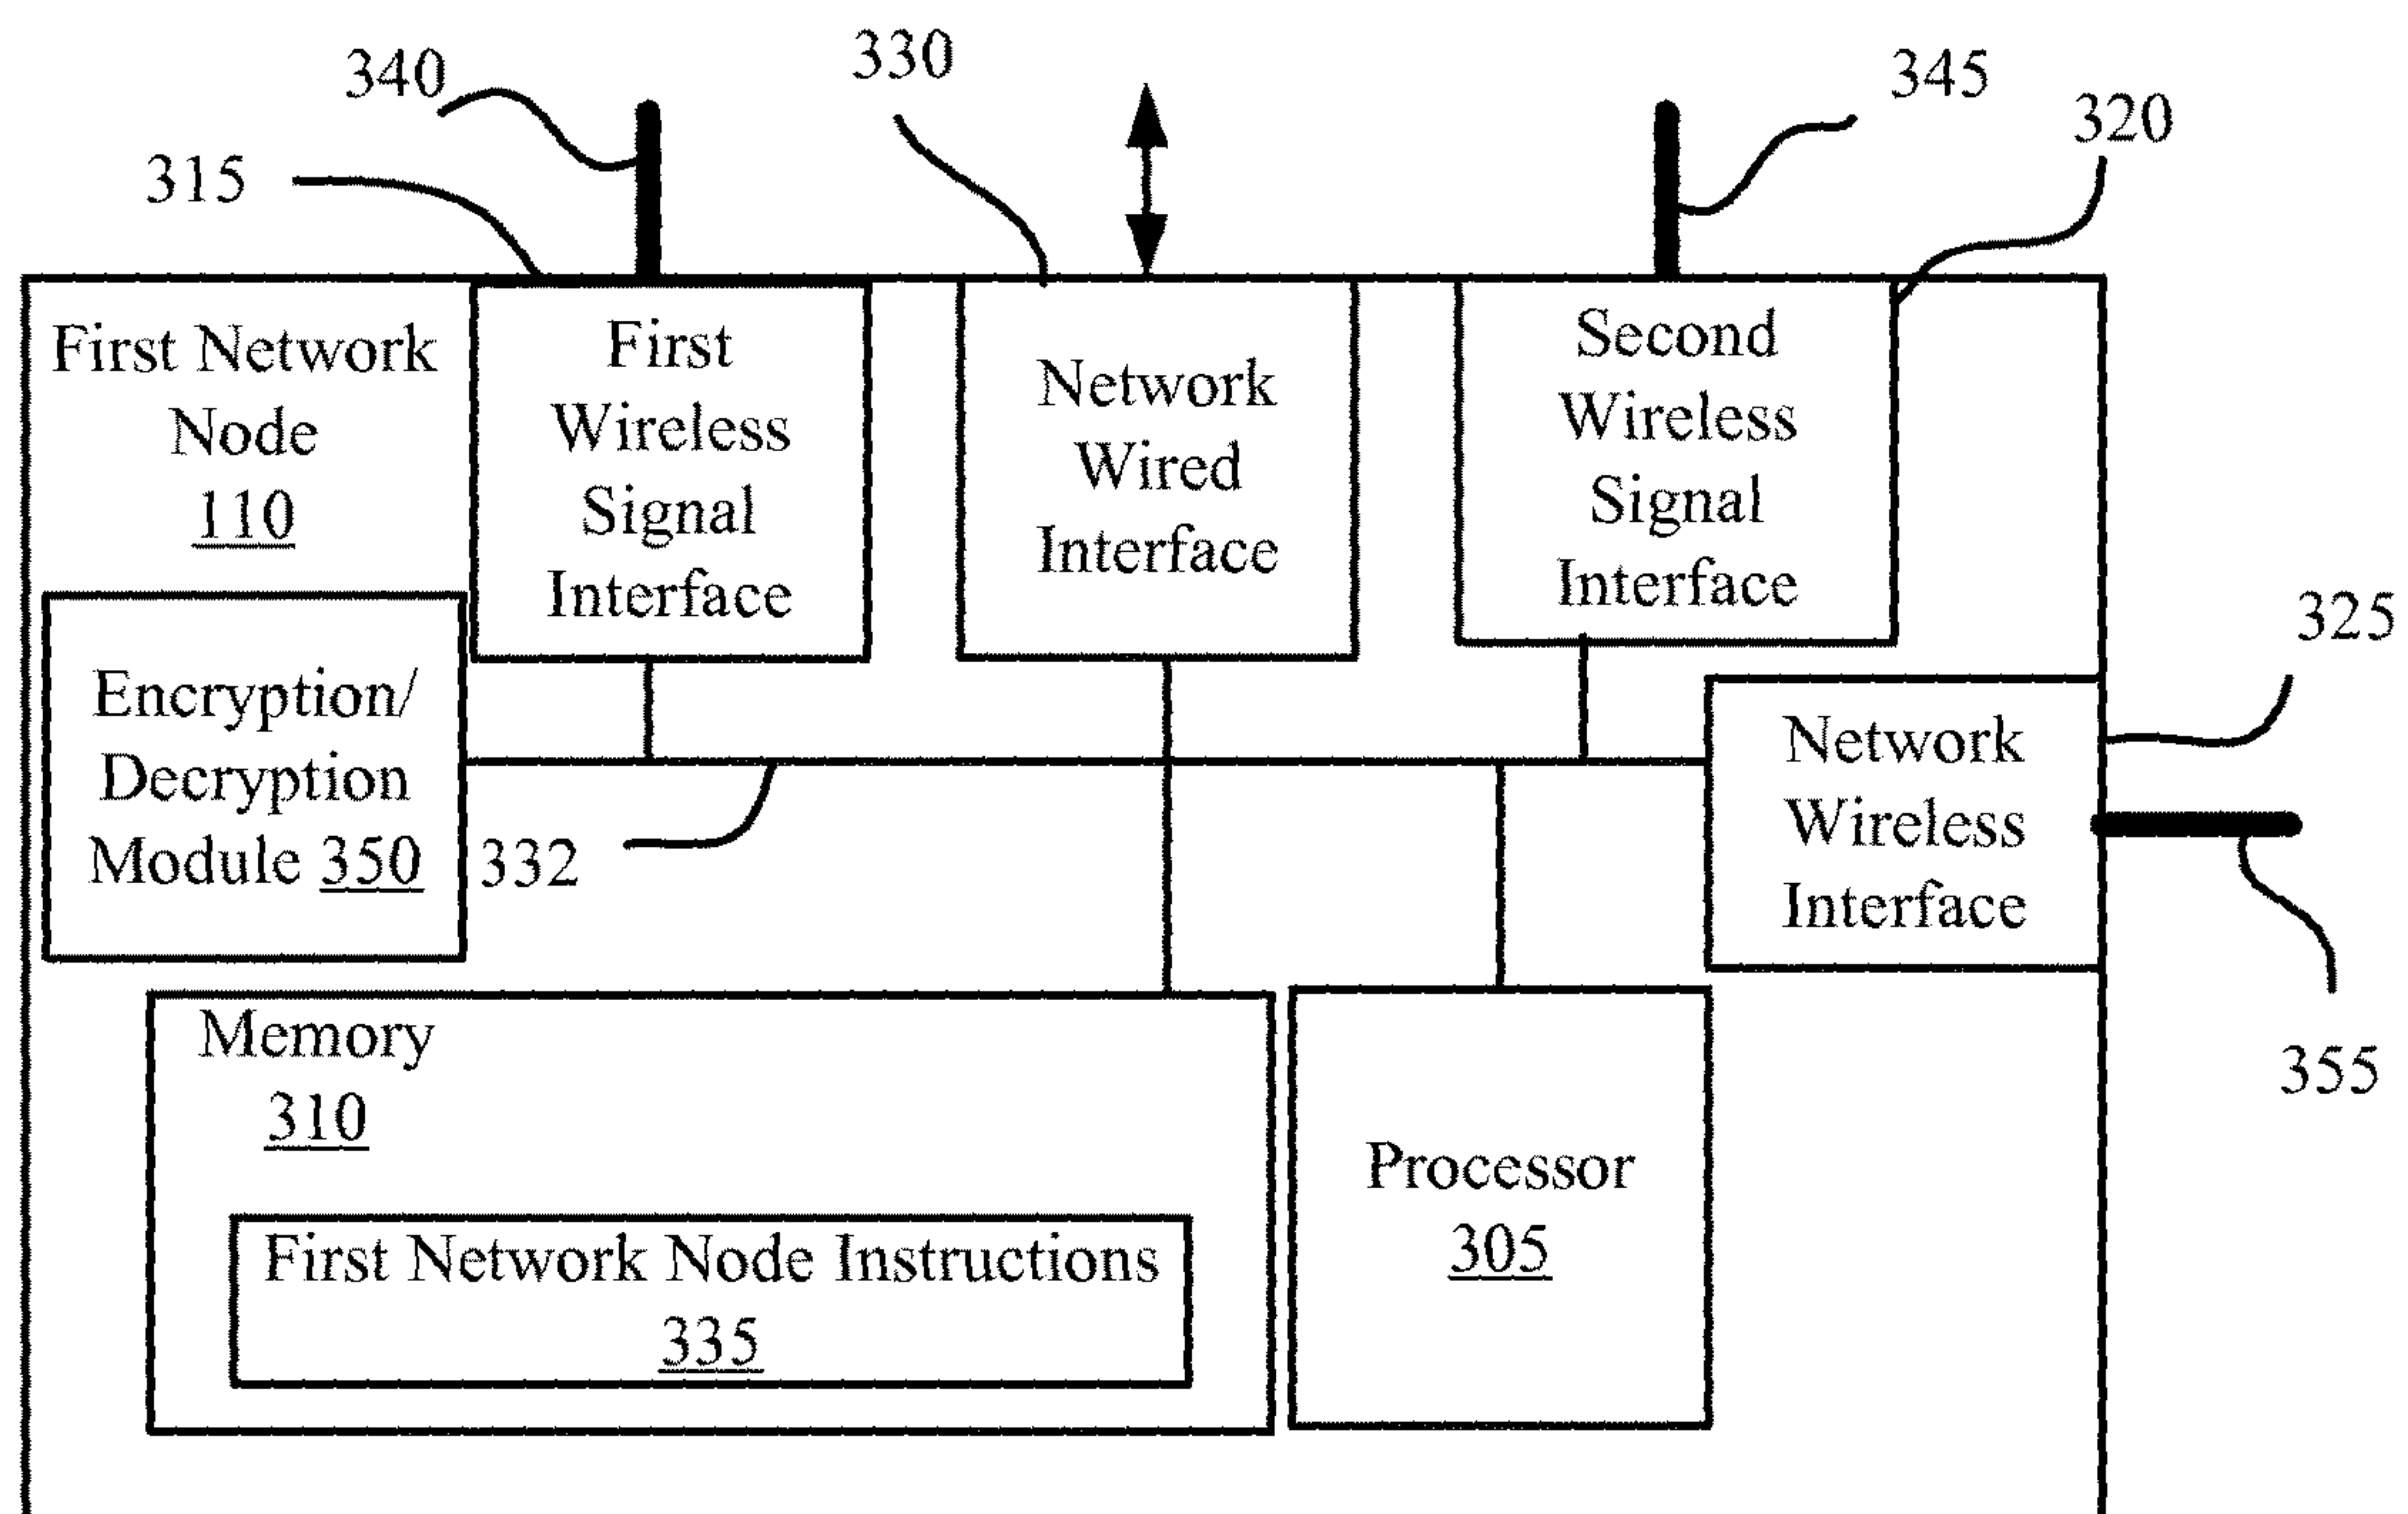 340
330
345
320
315
First Network
Node
110
First
Wireless
Signal
Interface
Network
Wired
Interface
Second
Wireless
Signal
Interface
325
Encryption/
Decryption
Module 350
332
Network
Wireless
Interface
355
Memory
310
First Network Node Instructions
335
Processor
305